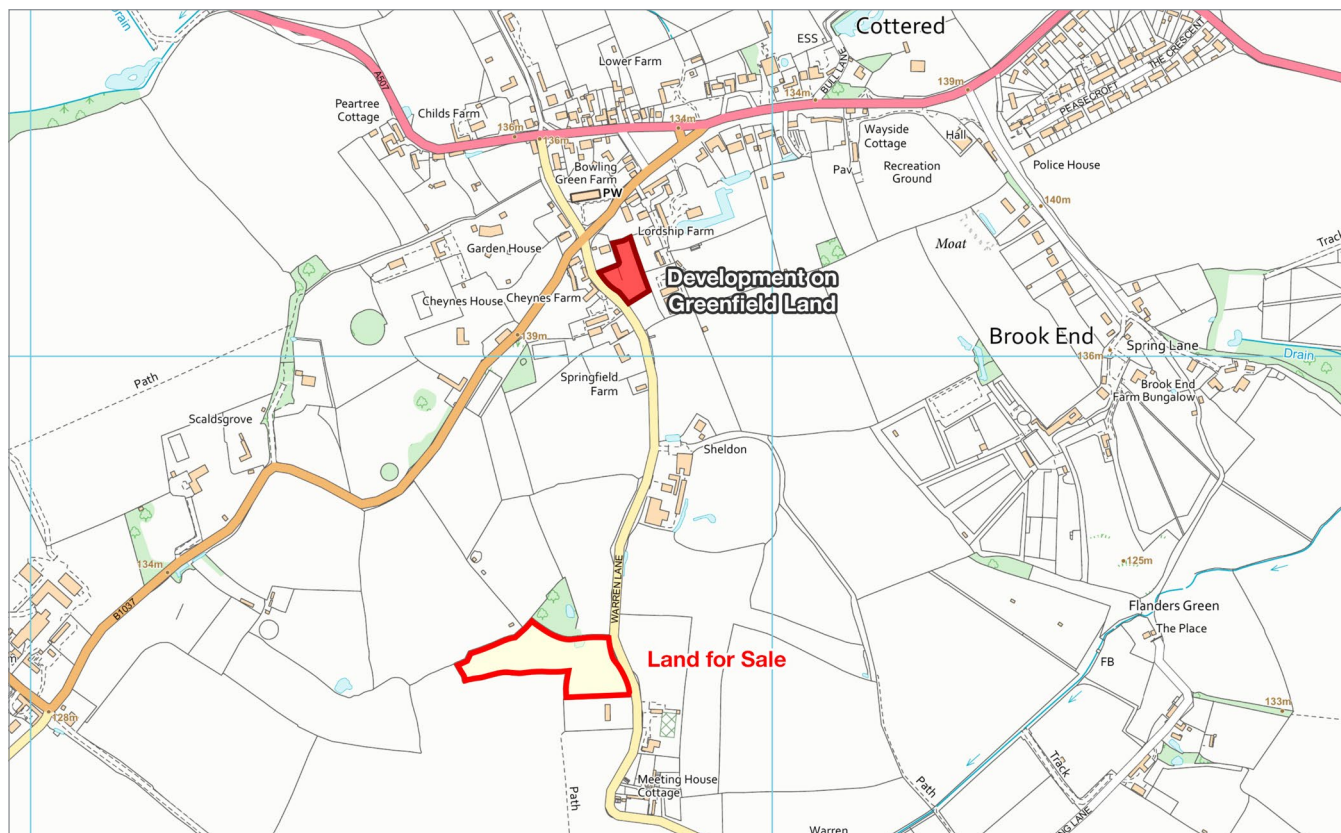 Drain
Cottered
ESS
Lower Farm
BULL LANE
THE CRESCENT
PEASECROFT
139m
A507
Peartree
Cottage
Childs Farm
136m
136m
134m
134m
Wayside
Cottage
Hall
Bowling
Green Farm
PW
Pav
Recreation
Ground
Police House
140m
Lordship Farm
Garden House
Moat
Track
Development on
Greenfield Land
Cheynes House
Cheynes Farm
139m
Brook End
136m
Spring Lane
Drain
Path
Springfield
Farm
Brook End
Farm Bungalow
Scaldsgrove
Sheldon
134m
125m
B1037
WARREN LANE
Flanders Green
The Place
Land for Sale
FB
128m
133m
Meeting House
Cottage
Track
Path
Path
Warren